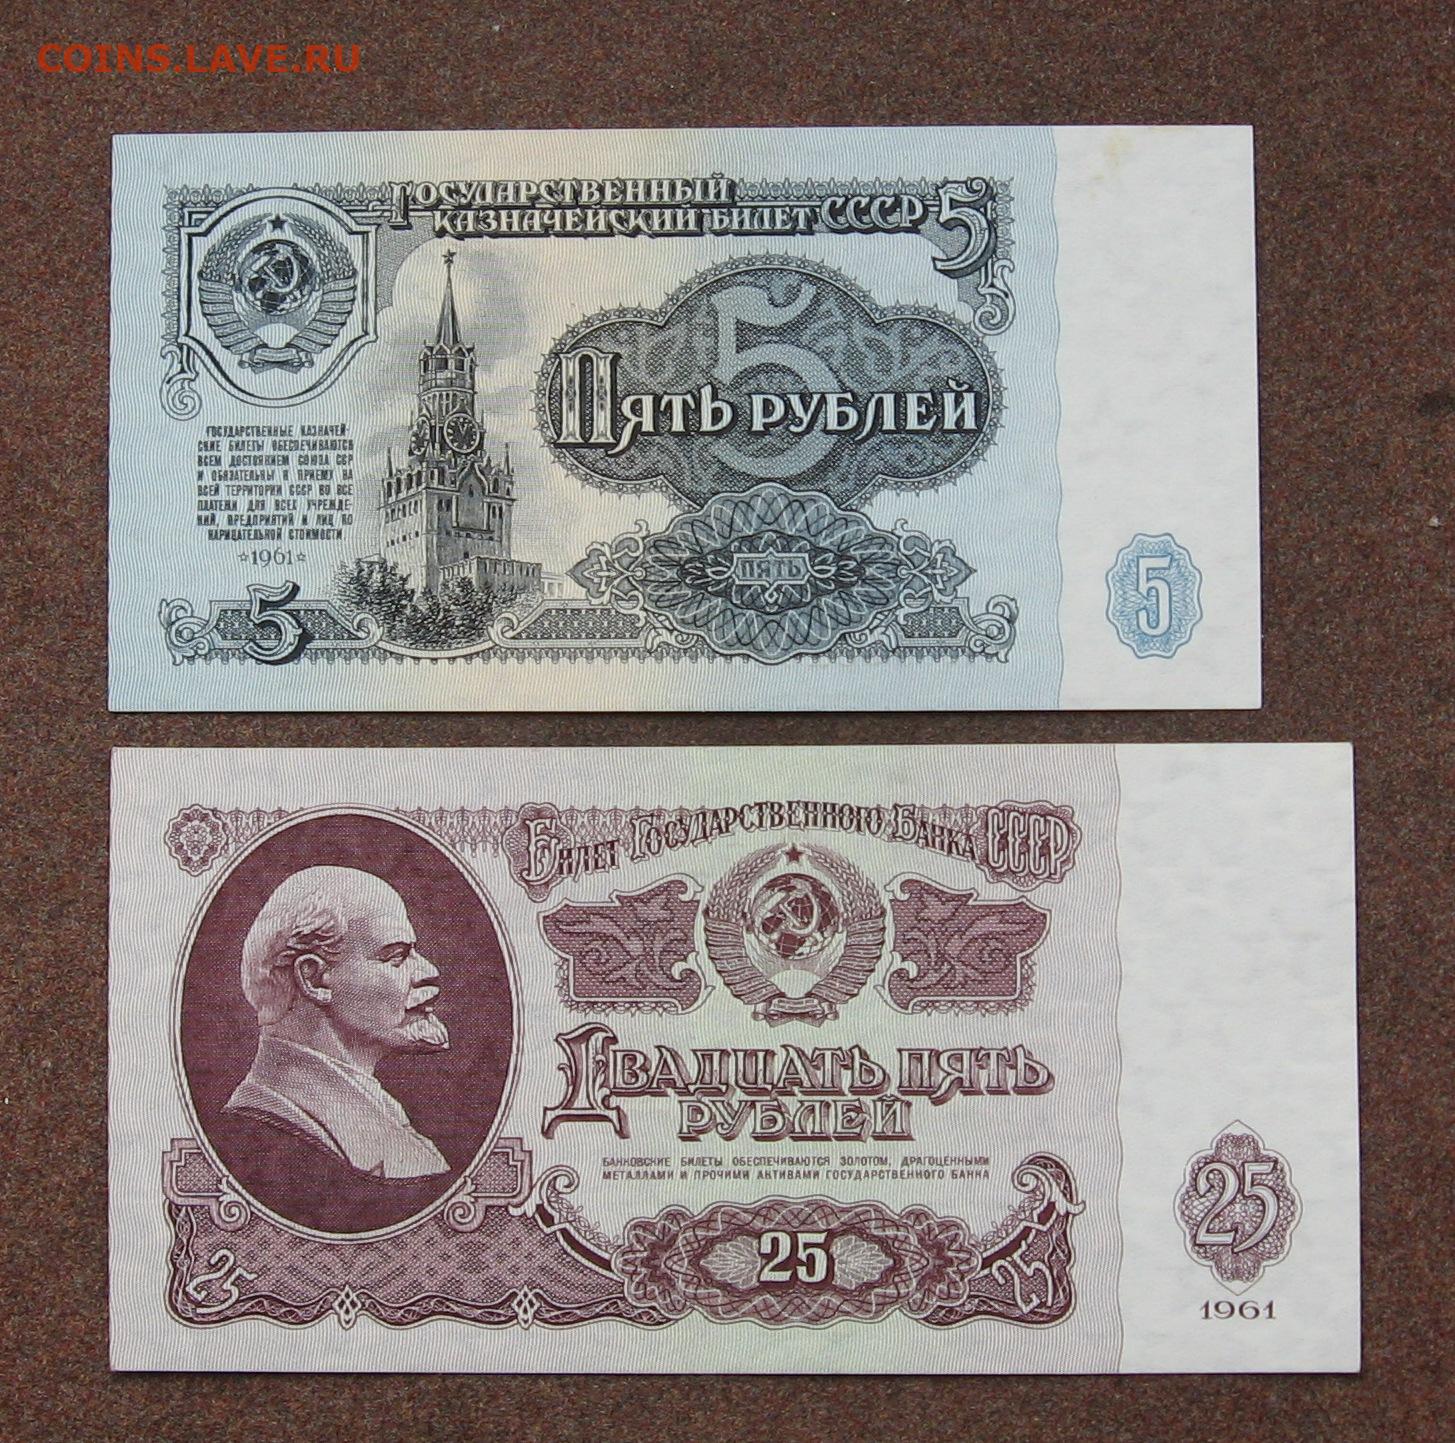 COINS.LAVE.RU
ГОСУДАРСТВЕННЫЙ
КАЗНАЧЕЙСКИЙ БИЛЕТ СССР 5
5
ПЯТЬ РУБЛЕЙ
ГОСУДАРСТВЕННЫЕ КАЗНАЧЕЙ-
СКИЕ БИЛЕТЫ ОБЕСПЕЧИВАЮТСЯ
ВСЕМ ДОСТОЯНИЕМ СОЮЗА ССР
И ОБЯЗАТЕЛЬНЫ К ПРИЕМУ НА
ВСЕЙ ТЕРРИТОРИИ СССР ВО ВСЕ
ПЛАТЕЖИ ДЛЯ ВСЕХ УЧРЕЖДЕ-
НИЙ, ПРЕДПРИЯТИЙ И ЛИЦ ПО
НАРИЦАТЕЛЬНОЙ СТОИМОСТИ
☆1961☆
ПЯТЬ
5
5
БИЛЕТ ГОСУДАРСТВЕННОГО БАНКА СССР
ДВАДЦАТЬ ПЯТЬ
РУБЛЕЙ
БАНКОВСКИЕ БИЛЕТЫ ОБЕСПЕЧИВАЮТСЯ ЗОЛОТОМ, ДРАГОЦЕННЫМИ
МЕТАЛЛАМИ И ПРОЧИМИ АКТИВАМИ ГОСУДАРСТВЕННОГО БАНКА
25
25
25
25
1961